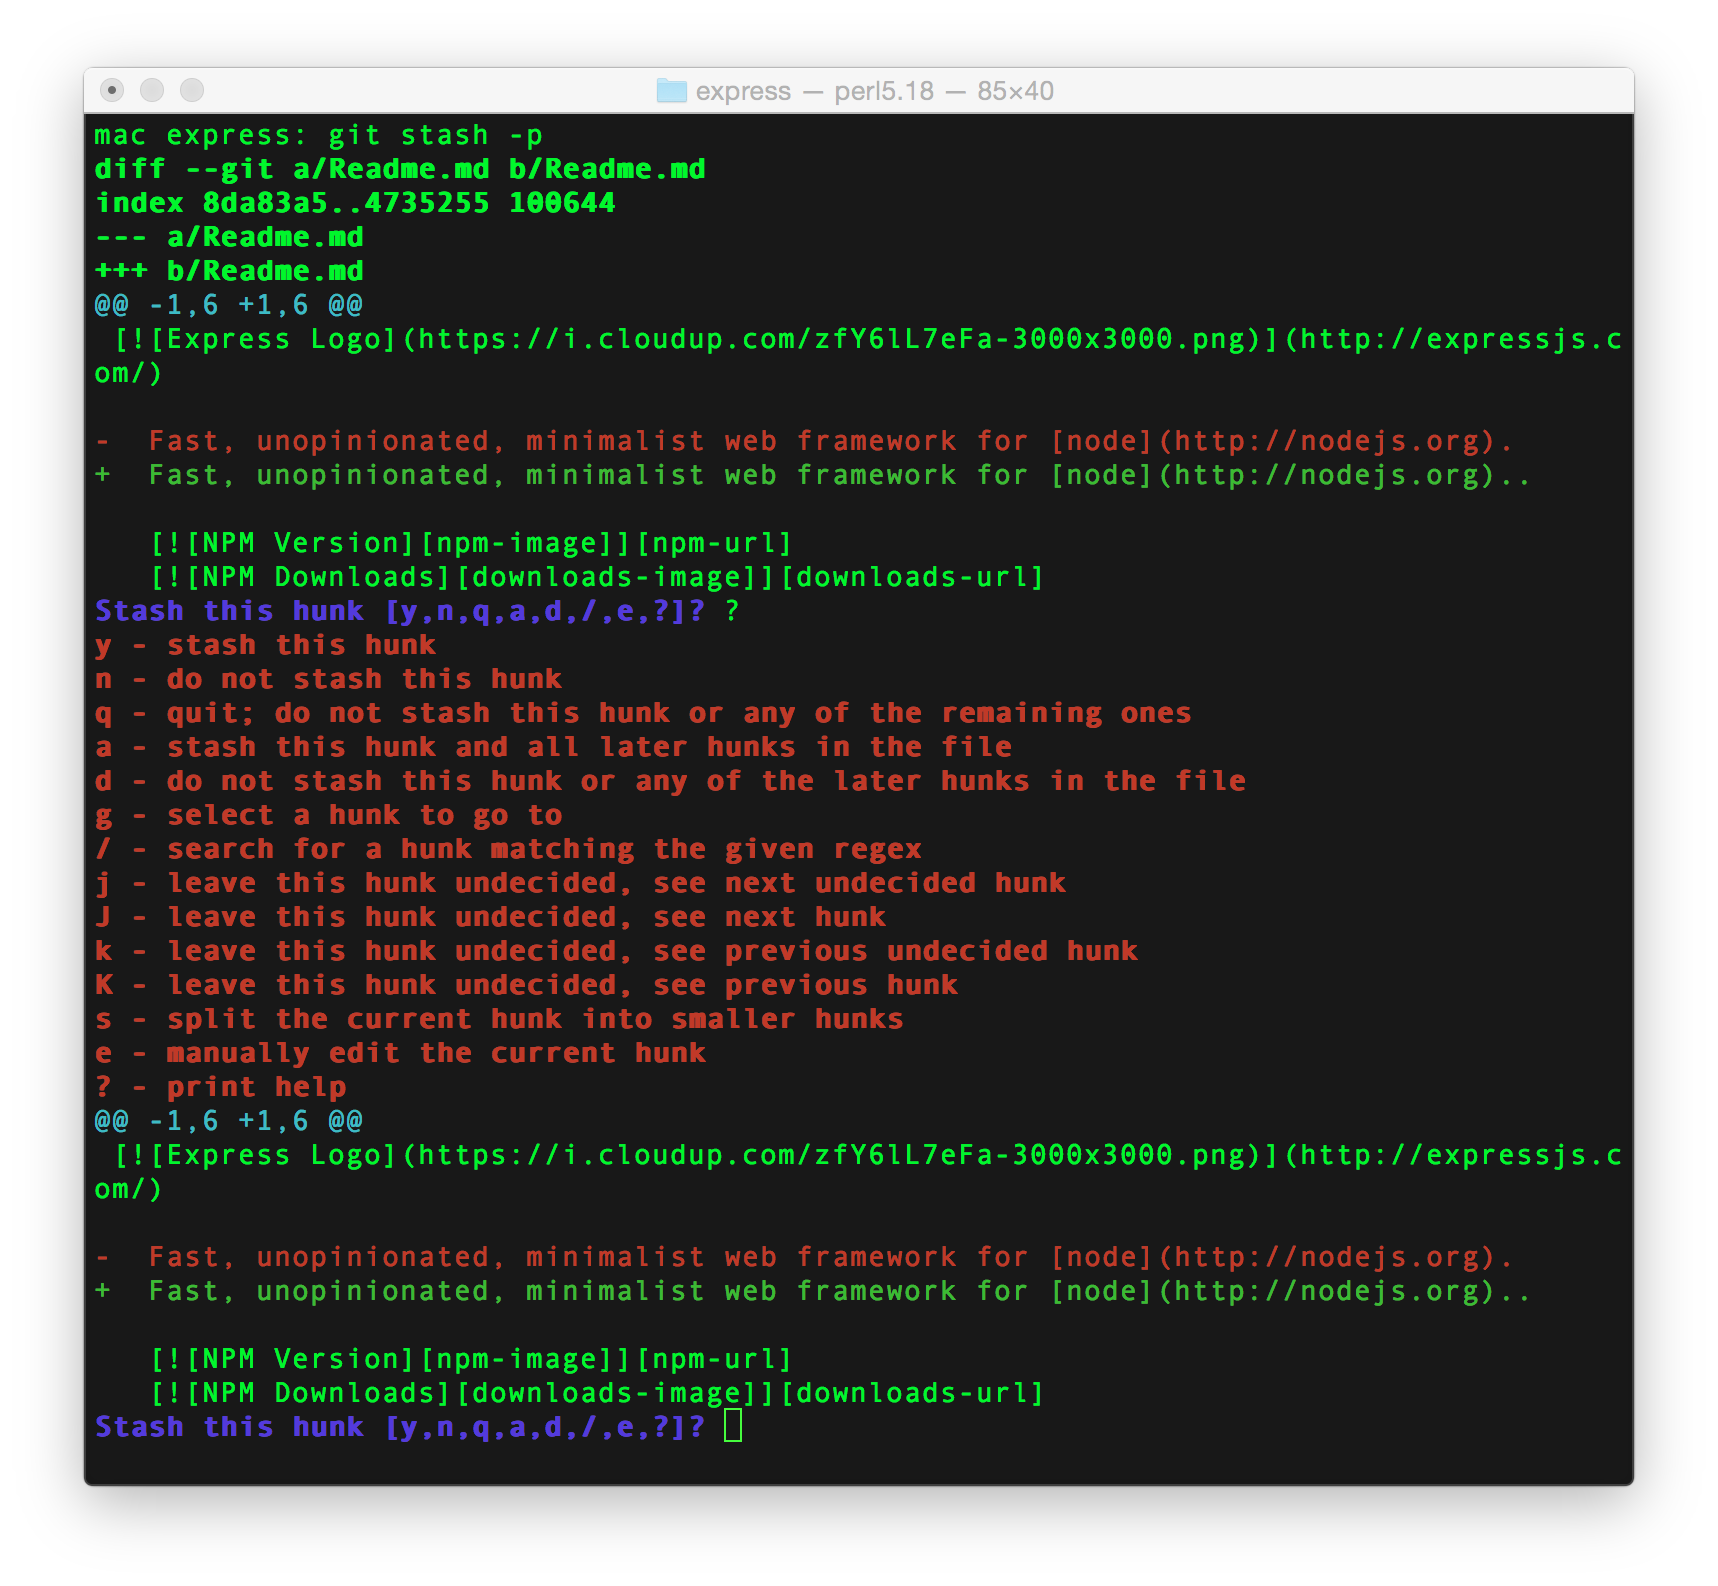 express — perl5.18 — 85×40
mac express: git stash -p
diff --git a/Readme.md b/Readme.md
index 8da83a5..4735255 100644
--- a/Readme.md
+++ b/Readme.md
@@ -1,6 +1,6 @@
 [![Express Logo](https://i.cloudup.com/zfY6lL7eFa-3000x3000.png)](http://expressjs.c
om/)

-  Fast, unopinionated, minimalist web framework for [node](http://nodejs.org).
+  Fast, unopinionated, minimalist web framework for [node](http://nodejs.org)..

   [![NPM Version][npm-image]][npm-url]
   [![NPM Downloads][downloads-image]][downloads-url]
Stash this hunk [y,n,q,a,d,/,e,?]? ?
y - stash this hunk
n - do not stash this hunk
q - quit; do not stash this hunk or any of the remaining ones
a - stash this hunk and all later hunks in the file
d - do not stash this hunk or any of the later hunks in the file
g - select a hunk to go to
/ - search for a hunk matching the given regex
j - leave this hunk undecided, see next undecided hunk
J - leave this hunk undecided, see next hunk
k - leave this hunk undecided, see previous undecided hunk
K - leave this hunk undecided, see previous hunk
s - split the current hunk into smaller hunks
e - manually edit the current hunk
? - print help
@@ -1,6 +1,6 @@
 [![Express Logo](https://i.cloudup.com/zfY6lL7eFa-3000x3000.png)](http://expressjs.c
om/)

-  Fast, unopinionated, minimalist web framework for [node](http://nodejs.org).
+  Fast, unopinionated, minimalist web framework for [node](http://nodejs.org)..

   [![NPM Version][npm-image]][npm-url]
   [![NPM Downloads][downloads-image]][downloads-url]
Stash this hunk [y,n,q,a,d,/,e,?]?